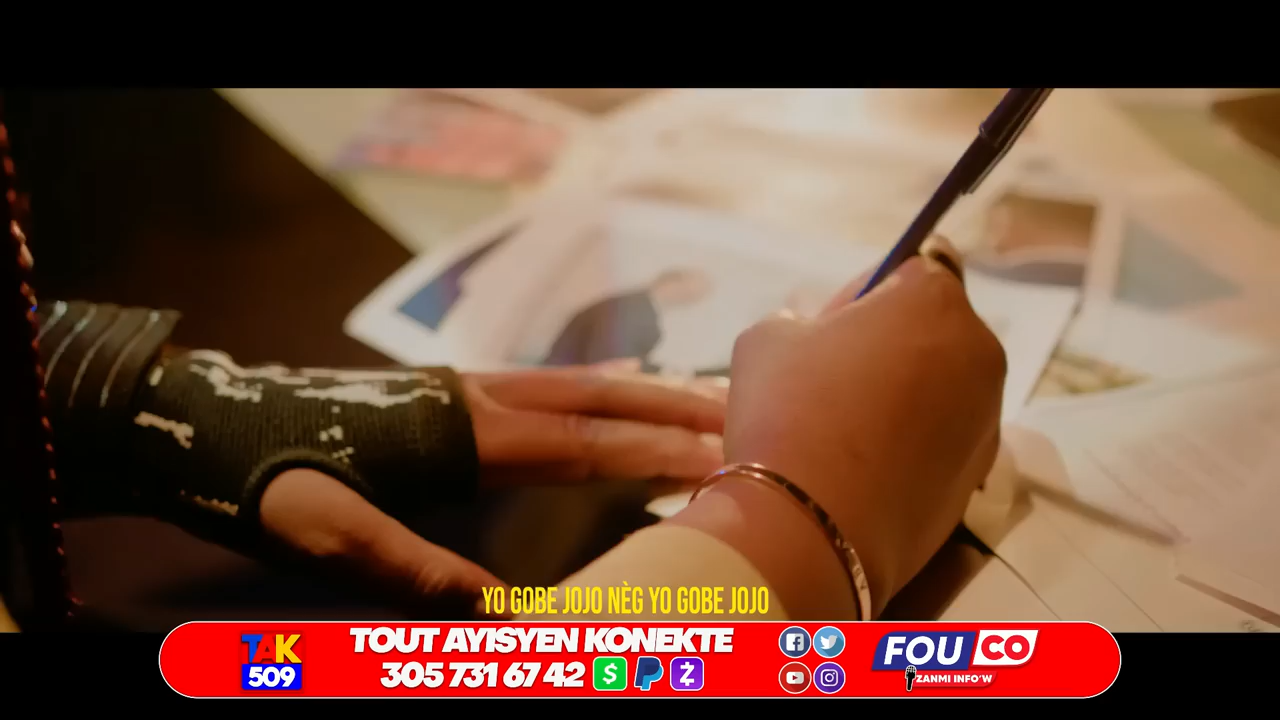 YO GOBE JOJO NÈG YO GOBE JOJO
TAK
509
TOUT AYISYEN KONEKTE
305 731 67 42
FOU CO
ZANMI INFO'W